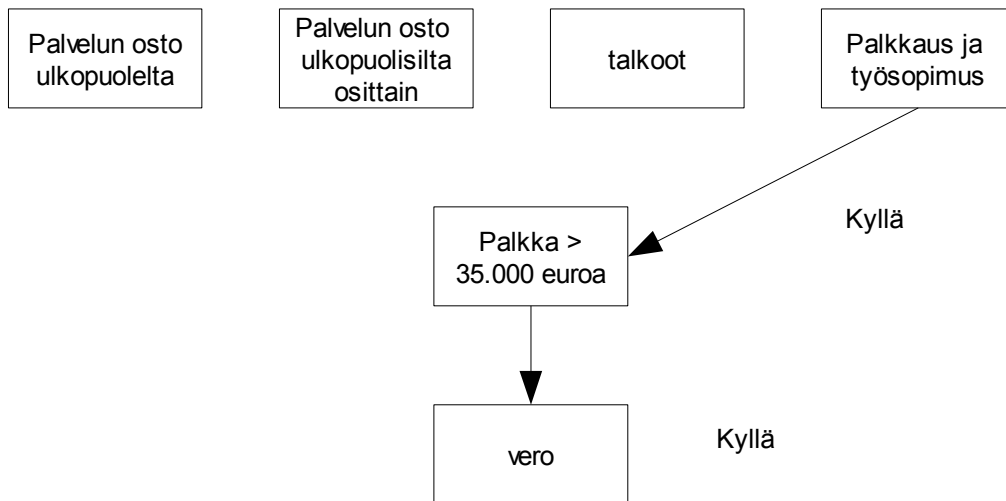 Palvelun osto
ulkopuolelta
Palvelun osto
ulkopuolisilta
osittain
talkoot
Palkkaus ja
työsopimus
Kyllä
Palkka >
35.000 euroa
Kyllä
vero